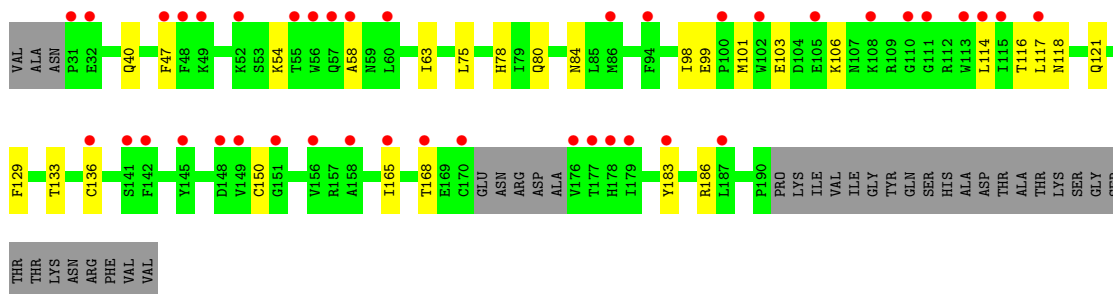 VAL ALA ASN P31 E32 Q40 F47 F48 K49 K52 S53 K54 T55 W56 Q57 A58 N59 L60 I63 L75 H78 I79 Q80 N84 L85 M86 F94 I98 E99 P100 M101 W102 E103 D104 E105 K106 N107 K108 R109 G110 G111 R112 W113 L114 I115 T116 L117 N118 Q121
F129 T133 C136 S141 F142 Y145 D148 V149 C150 G151 V156 R157 A158 I165 T168 E169 C170 GLU ASN ARG ASP ALA V176 T177 H178 I179 Y183 R186 L187 P190 PRO LYS ILE VAL ILE GLY TYR GLN SER HIS ALA ASP THR ALA THR THR LYS SER GLY SER
THR THR LYS ASN ARG PHE VAL VAL